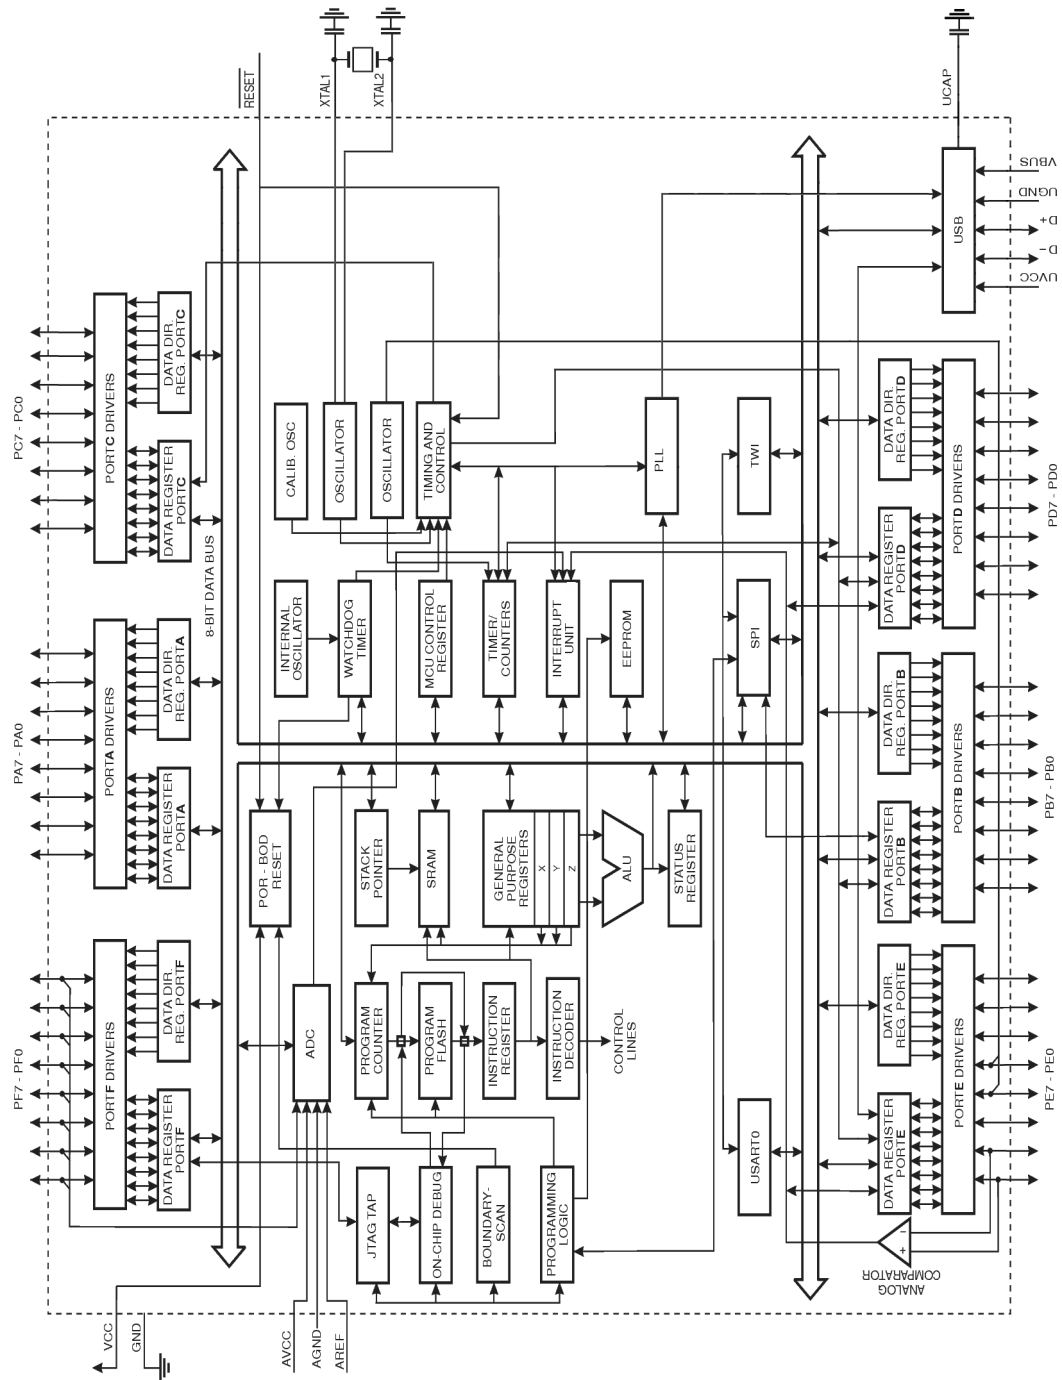 PF7 - PF0
PA7 - PA0
PC7 - PC0
RESET
XTAL1
XTAL2
UCAP
VCC
GND
AVCC
AGND
AREF
PORTF DRIVERS
PORTA DRIVERS
PORTC DRIVERS
DATA REGISTER
PORTF
DATA DIR.
REG. PORTF
DATA REGISTER
PORTA
DATA DIR.
REG. PORTA
DATA REGISTER
PORTC
DATA DIR.
REG. PORTC
8-BIT DATA BUS
POR - BOD
RESET
INTERNAL
OSCILLATOR
CALIB. OSC
ADC
WATCHDOG
TIMER
OSCILLATOR
JTAG TAP
PROGRAM
COUNTER
STACK
POINTER
OSCILLATOR
ON-CHIP DEBUG
PROGRAM
FLASH
SRAM
MCU CONTROL
REGISTER
TIMING AND
CONTROL
BOUNDARY-
SCAN
INSTRUCTION
REGISTER
GENERAL
PURPOSE
REGISTERS
X
Y
Z
TIMER/
COUNTERS
PROGRAMMING
LOGIC
INSTRUCTION
DECODER
INTERRUPT
UNIT
CONTROL
LINES
ALU
EEPROM
STATUS
REGISTER
PLL
USART0
SPI
TWI
ANALOG
COMPARATOR
+
−
DATA REGISTER
PORTE
DATA DIR.
REG. PORTE
DATA REGISTER
PORTB
DATA DIR.
REG. PORTB
DATA REGISTER
PORTD
DATA DIR.
REG. PORTD
USB
PORTE DRIVERS
PORTB DRIVERS
PORTD DRIVERS
UVCC
D−
D+
UGND
VBUS
PE7 - PE0
PB7 - PB0
PD7 - PD0